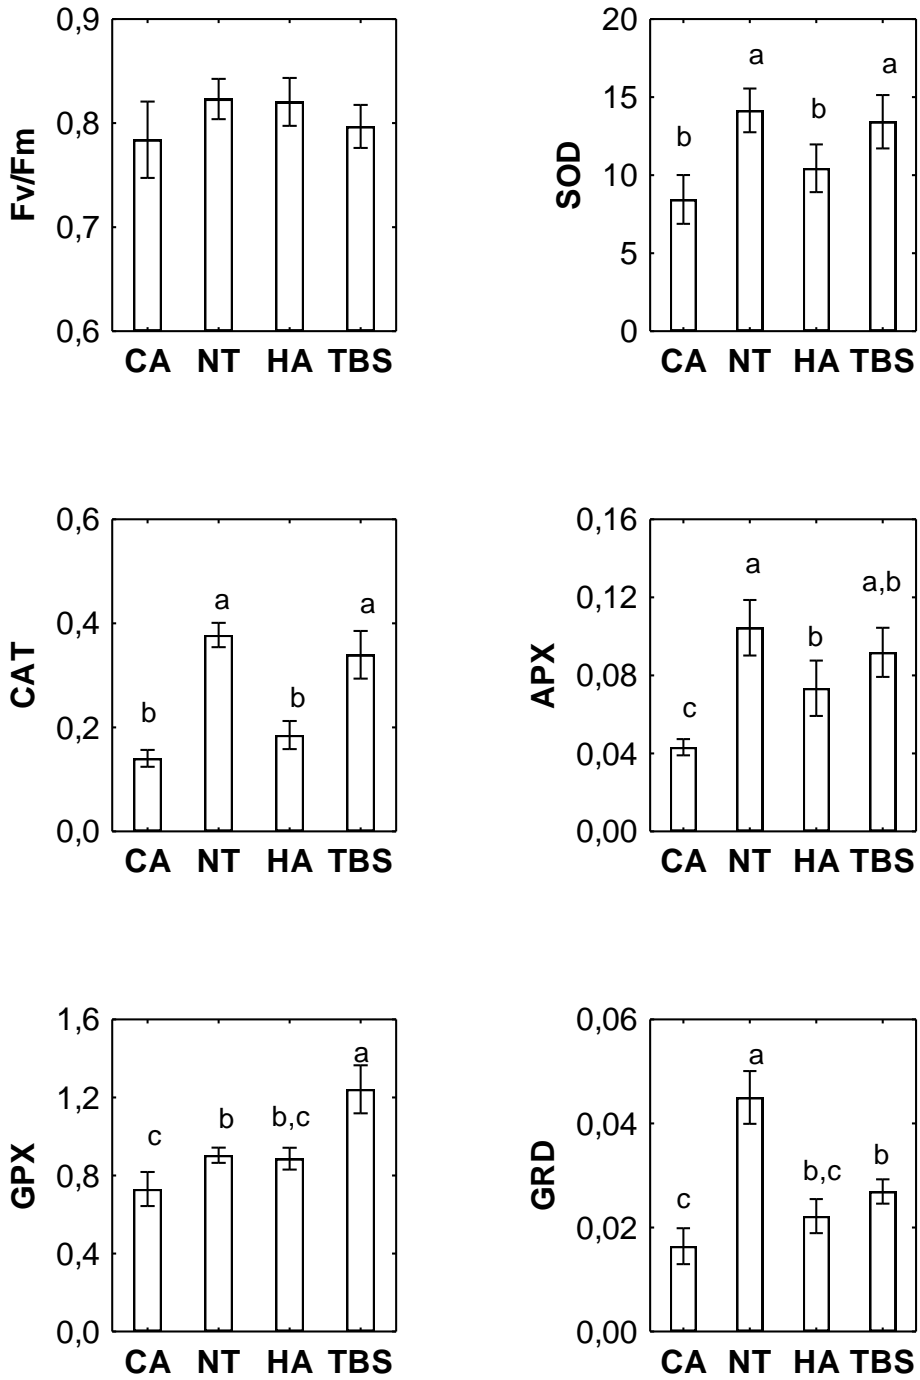 0,9
0,8
0,7
0,6
Fv/Fm
CA NT HA TBS
20
15
10
5
0
SOD
b
a
b
a
CA NT HA TBS
0,6
0,4
0,2
0,0
CAT
b
a
b
a
CA NT HA TBS
0,16
0,12
0,08
0,04
0,00
APX
c
a
b
a,b
CA NT HA TBS
1,6
1,2
0,8
0,4
0,0
GPX
c
b
b,c
a
CA NT HA TBS
0,06
0,04
0,02
0,00
GRD
c
a
b,c
b
CA NT HA TBS